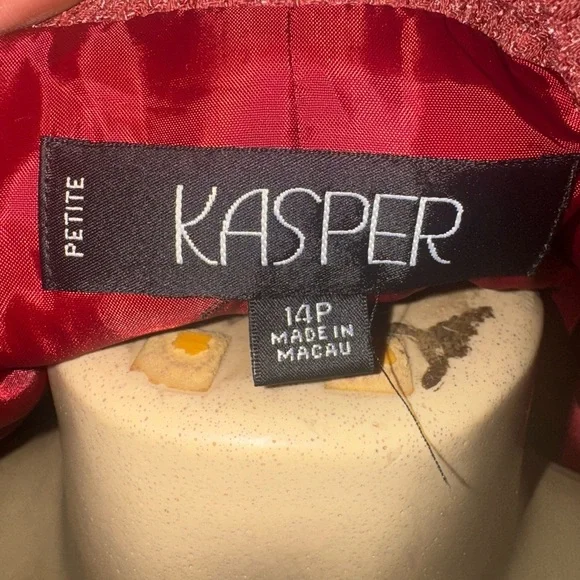 PETITE
KASPER
14P
MADE IN
MACAU